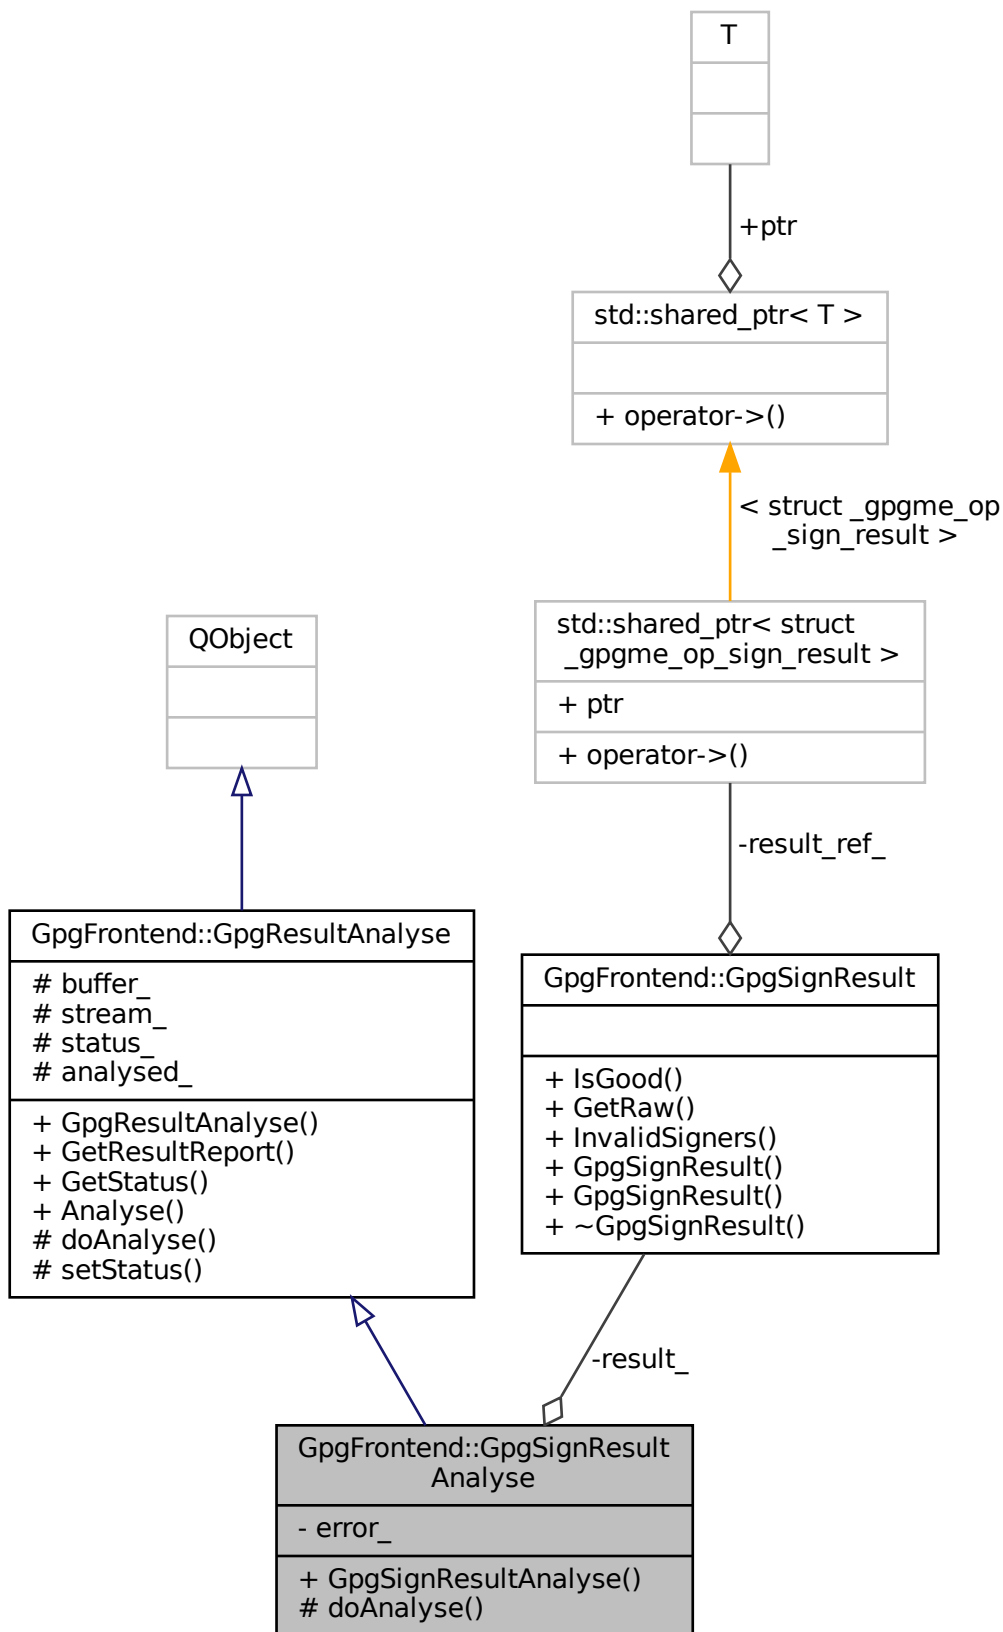 T
+ptr
std::shared_ptr< T >
+ operator->()
< struct _gpgme_op
_sign_result >
std::shared_ptr< struct
_gpgme_op_sign_result >
+ ptr
+ operator->()
QObject
-result_ref_
GpgFrontend::GpgResultAnalyse
# buffer_
# stream_
# status_
# analysed_
+ GpgResultAnalyse()
+ GetResultReport()
+ GetStatus()
+ Analyse()
# doAnalyse()
# setStatus()
GpgFrontend::GpgSignResult
+ IsGood()
+ GetRaw()
+ InvalidSigners()
+ GpgSignResult()
+ GpgSignResult()
+ ~GpgSignResult()
-result_
GpgFrontend::GpgSignResult
Analyse
- error_
+ GpgSignResultAnalyse()
# doAnalyse()